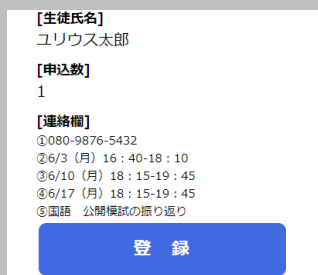 [生徒氏名]
ユリウス太郎
[申込数]
1
[連絡欄]
①080-9876-5432
②6/3（月）16：40-18：10
③6/10（月）18：15-19：45
④6/17（月）18：15-19：45
⑤国語　公開模試の振り返り
登　録